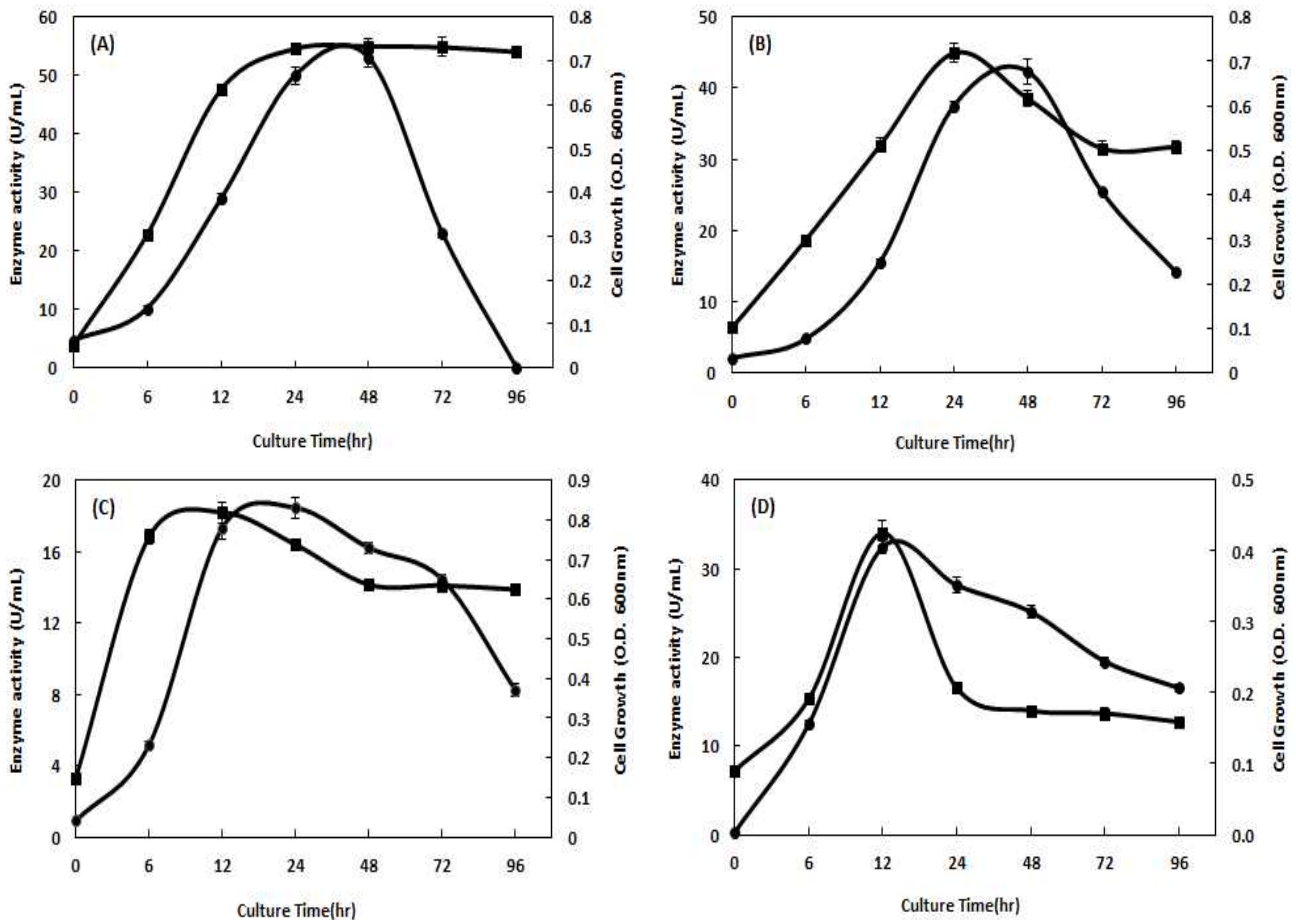 (A)
Enzyme activity (U/mL)
60
50
40
30
20
10
0
0.8
0.7
0.6
0.5
0.4
0.3
0.2
0.1
0
Cell Growth (O.D. 600nm)
0 6 12 24 48 72 96
Culture Time(hr)
(B)
Enzyme activity (U/mL)
50
40
30
20
10
0
0.8
0.7
0.6
0.5
0.4
0.3
0.2
0.1
0
Cell Growth (O.D. 600nm)
0 6 12 24 48 72 96
Culture Time(hr)
(C)
Enzyme activity (U/mL)
20
16
12
8
4
0
0.9
0.8
0.7
0.6
0.5
0.4
0.3
0.2
0.1
0
Cell Growth (O.D. 600nm)
0 6 12 24 48 72 96
Culture Time(hr)
(D)
Enzyme activity (U/mL)
40
30
20
10
0
0.5
0.4
0.3
0.2
0.1
0.0
Cell Growth (O.D. 600nm)
0 6 12 24 48 72 96
Culture Time(hr)